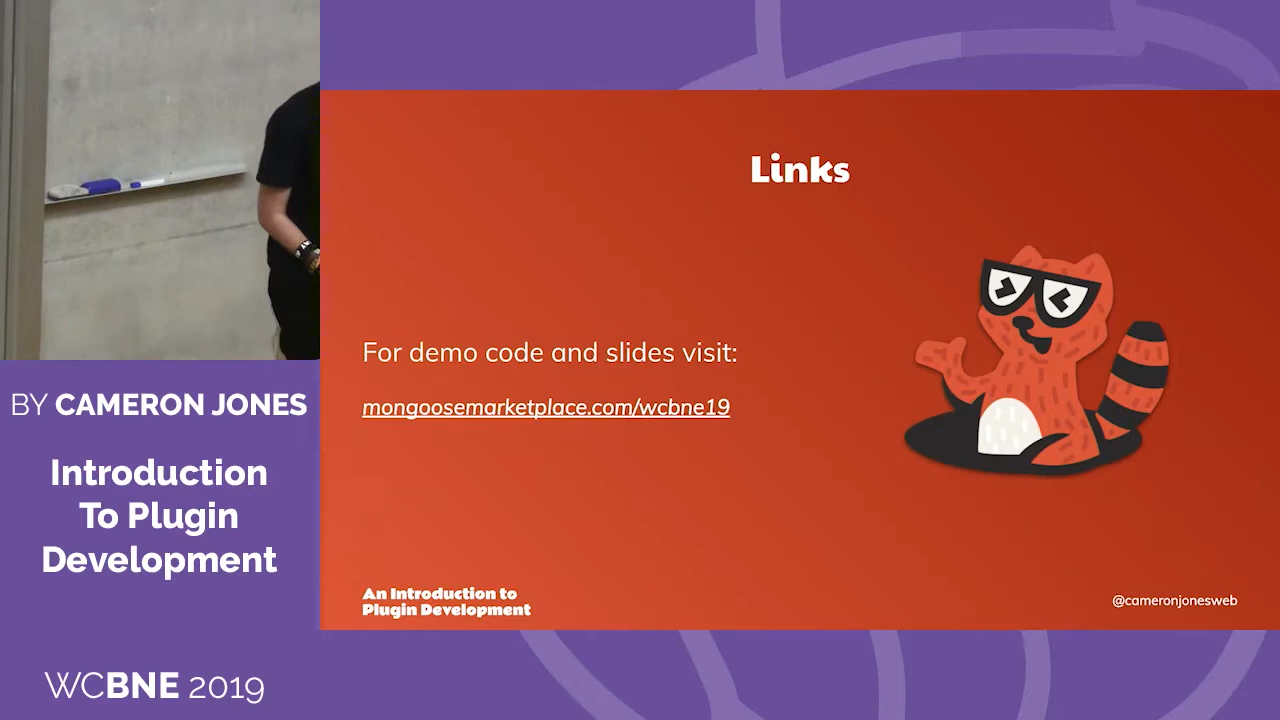 BY CAMERON JONES
Introduction
To Plugin
Development
WCBNE 2019
Links
For demo code and slides visit:
mongoosemarketplace.com/wcbne19
An Introduction to
Plugin Development
@cameronjonesweb